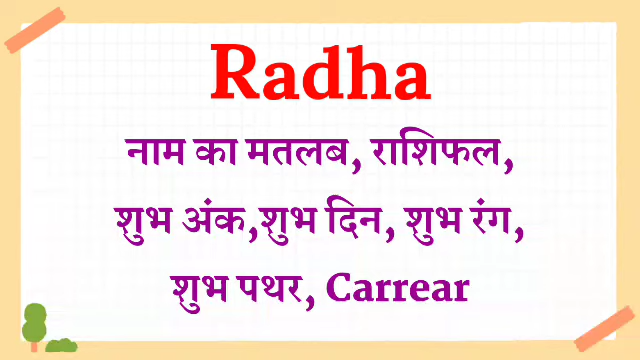 Radha
नाम का मतलब, राशिफल,
शुभ अंक,शुभ दिन, शुभ रंग,
शुभ पथर, Carrear